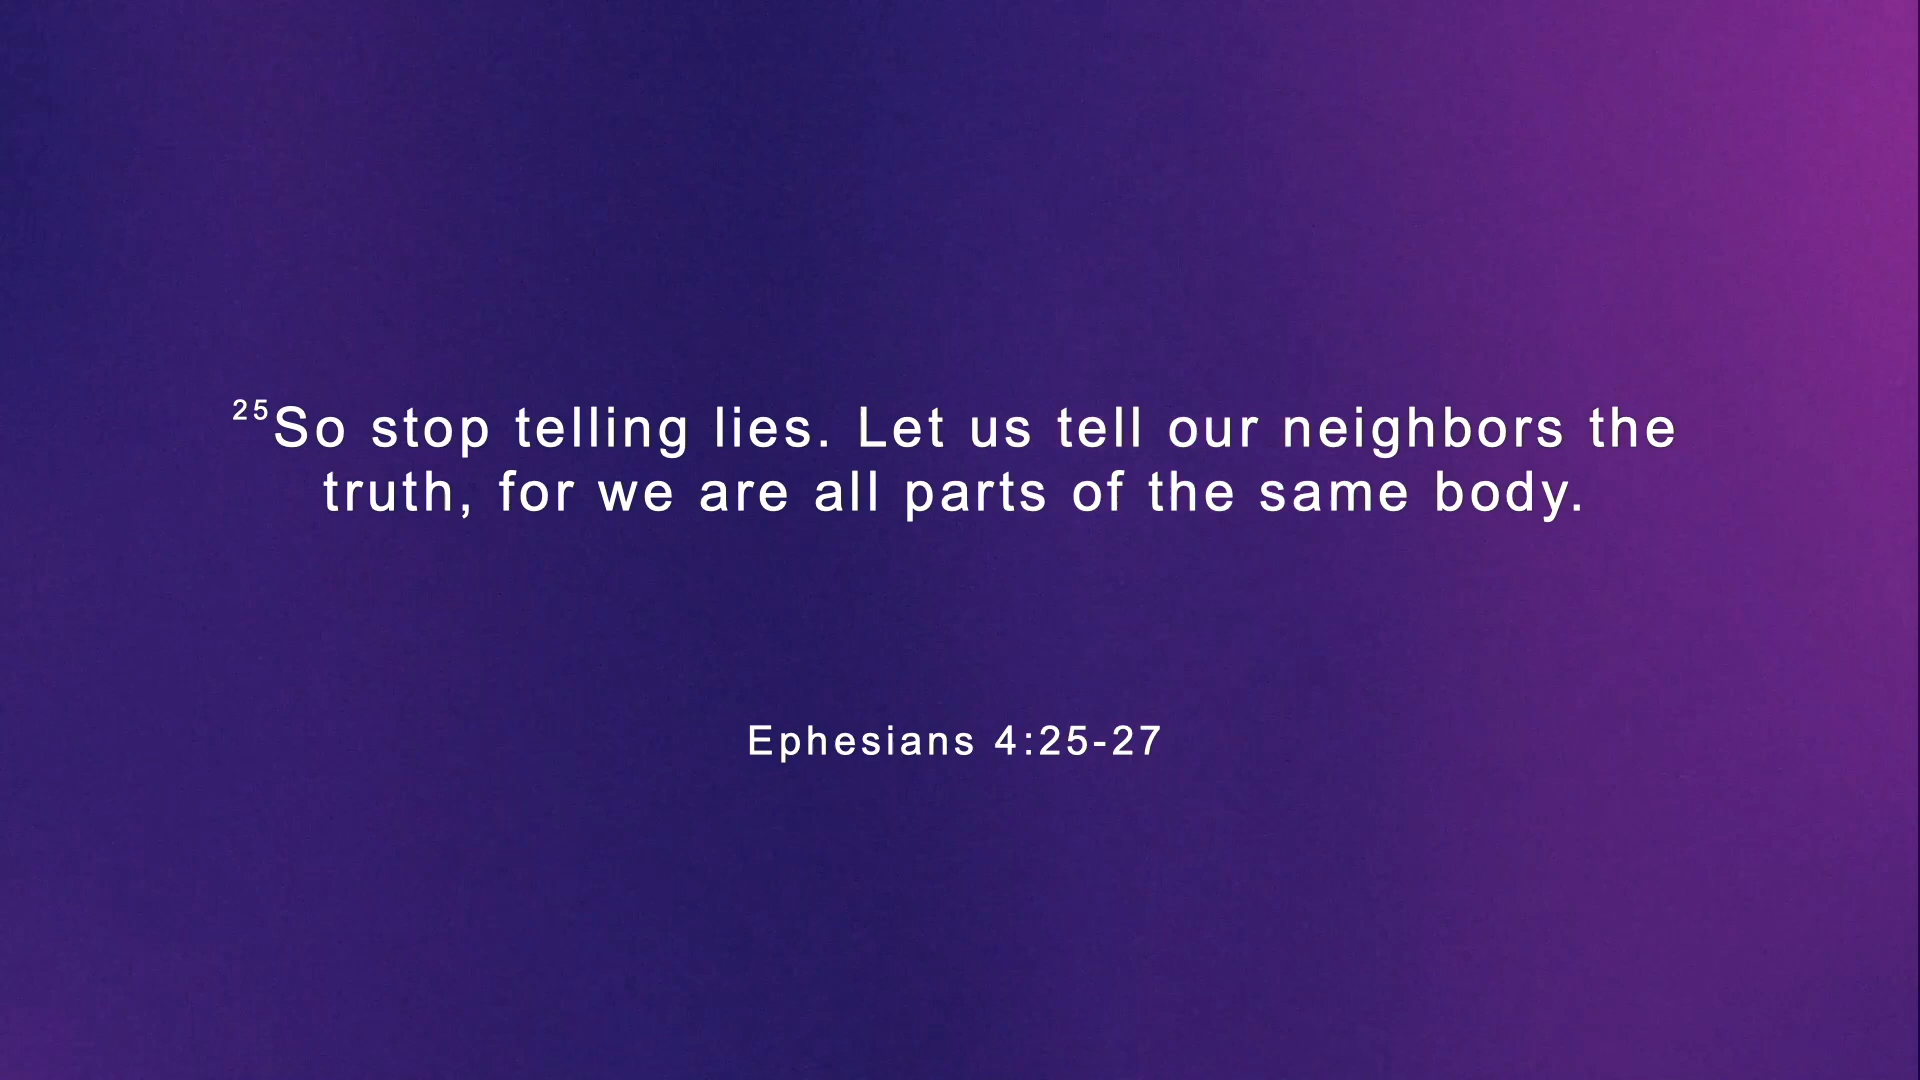 25So stop telling lies. Let us tell our neighbors the
truth, for we are all parts of the same body.
Ephesians 4:25-27